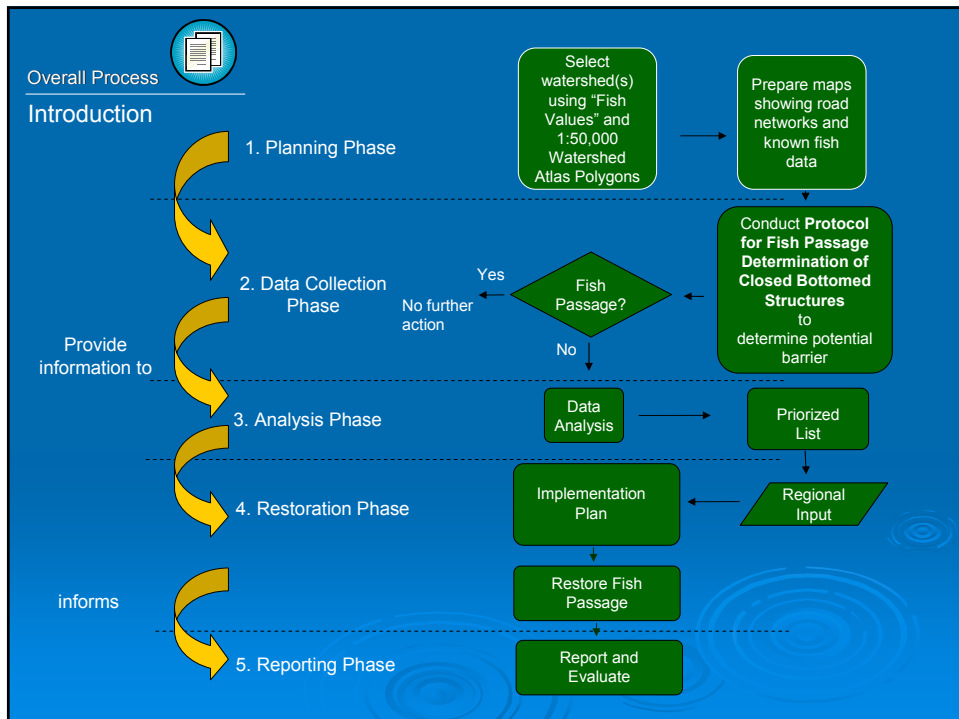 Overall Process
Introduction
1. Planning Phase
Select
watershed(s)
using “Fish
Values” and
1:50,000
Watershed
Atlas Polygons
Prepare maps
showing road
networks and
known fish
data
2. Data Collection
Phase
Yes
No further
action
Fish
Passage?
No
Conduct Protocol
for Fish Passage
Determination of
Closed Bottomed
Structures
to
determine potential
barrier
Provide
information to
3. Analysis Phase
Data
Analysis
Priorized
List
4. Restoration Phase
Implementation
Plan
Regional
Input
Restore Fish
Passage
informs
5. Reporting Phase
Report and
Evaluate